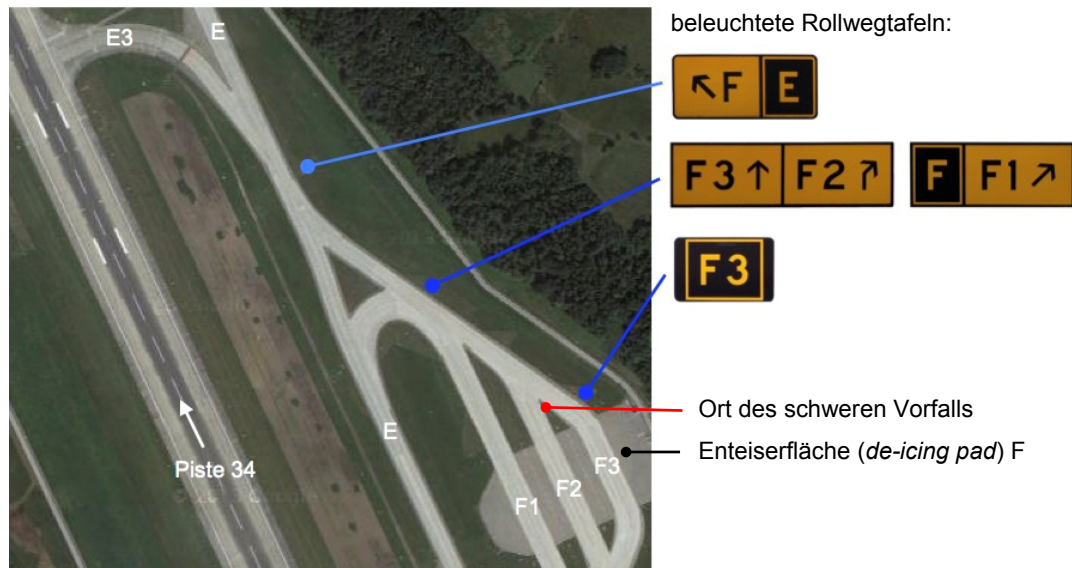 beleuchtete Rollwegtafeln:
E3
E
↖F E
F3↑ F2↱ F F1↗
F3
Ort des schweren Vorfalls
Enteiserfläche (de-icing pad) F
Piste 34
E
F1
F2
F3